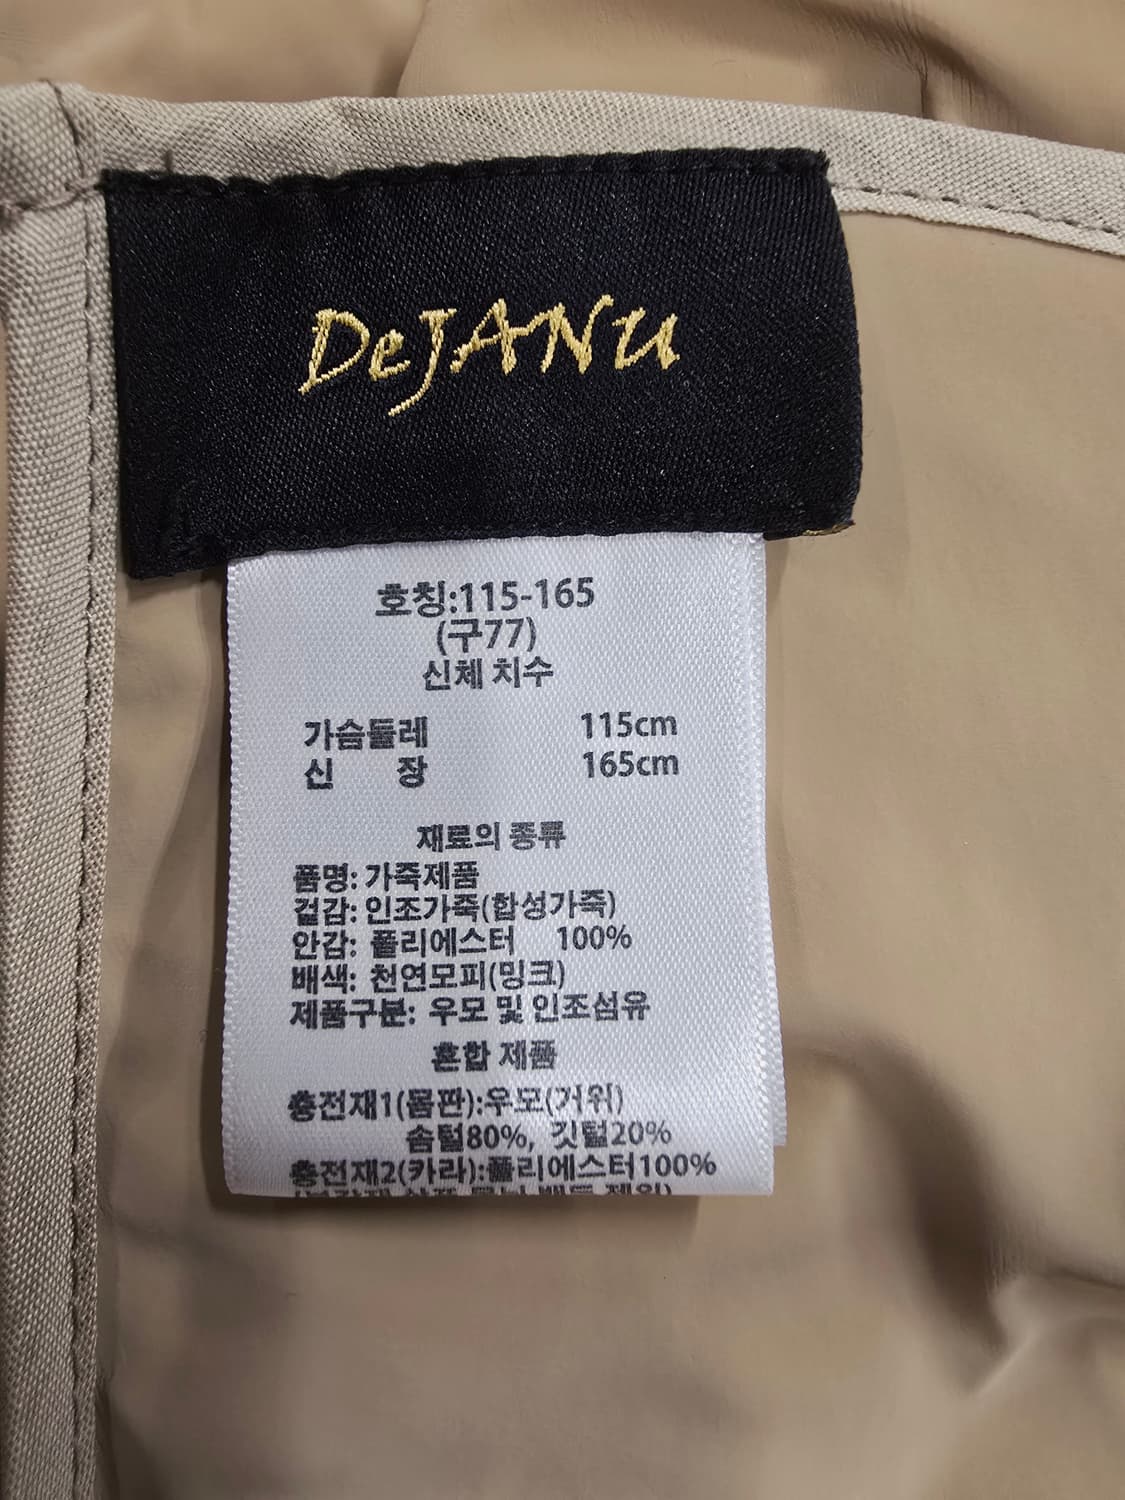 DeJANU
호칭:115-165
(구77)
신체 치수
가슴둘레 115cm
신 장 165cm
재료의 종류
품명: 가죽제품
겉감: 인조가죽(합성가죽)
안감: 폴리에스터 100%
배색: 천연모피(밍크)
제품구분: 우모 및 인조섬유
혼합 제품
충전재1(몸판):우모(거위)
솜털80%, 깃털20%
충전재2(카라):폴리에스터100%